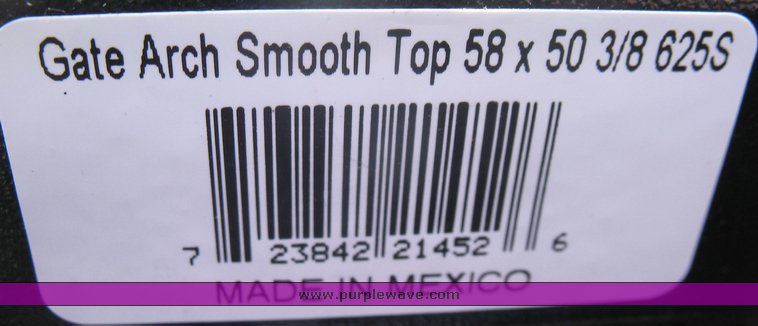 Gate Arch Smooth Top 58 x 50 3/8 625S
7 23842 21452 6
MADE IN MEXICO
www.purplewave.com